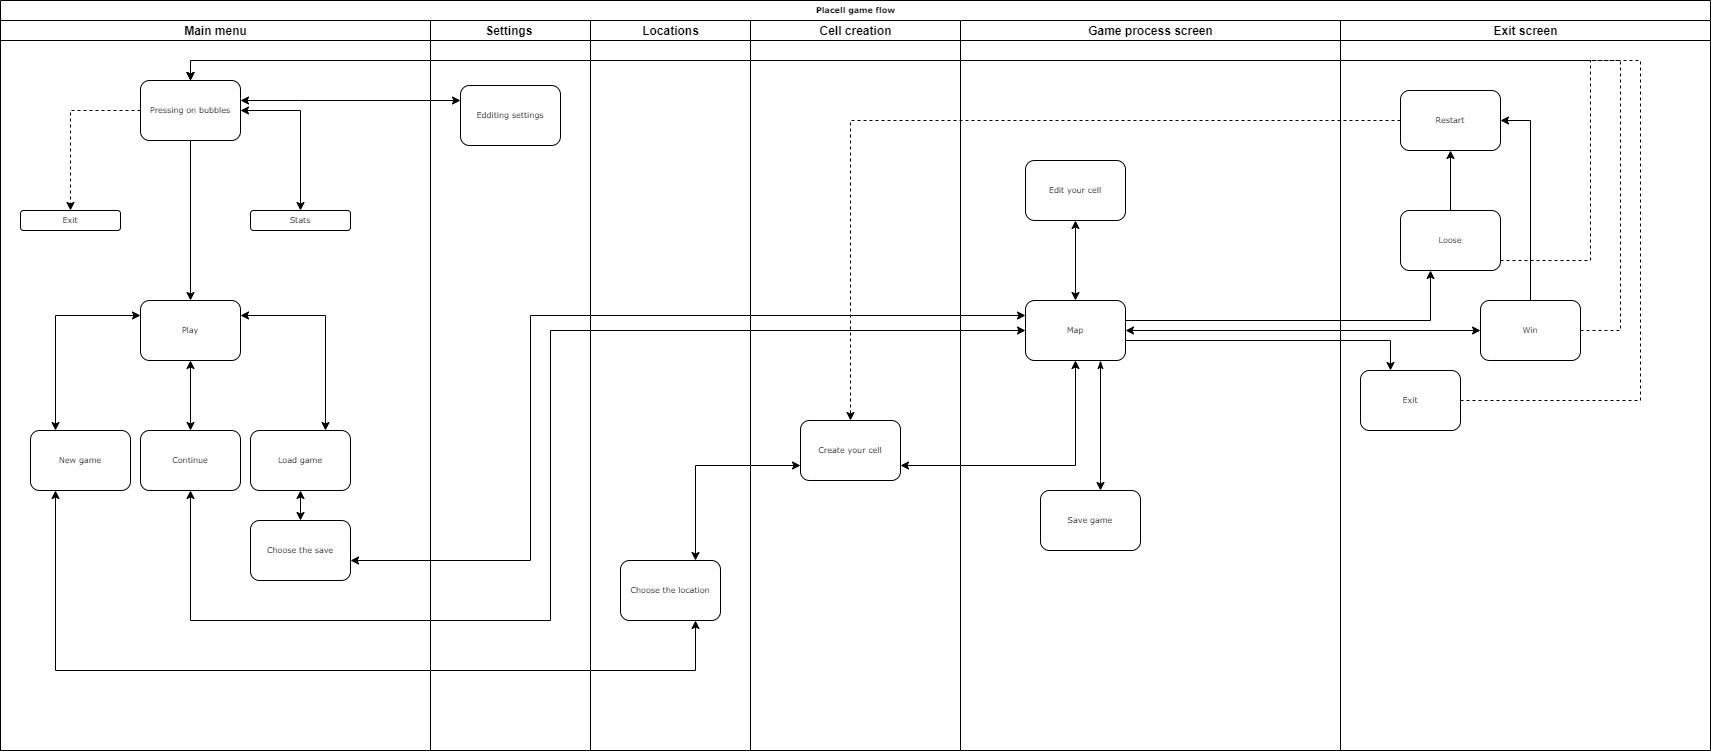 Placell game flow
Main menu
Settings
Locations
Cell creation
Game process screen
Exit screen
Pressing on bubbles
Edditing settings
Restart
Edit your cell
Exit
Stats
Loose
Play
Map
Win
Exit
New game
Continue
Load game
Create your cell
Save game
Choose the save
Choose the location